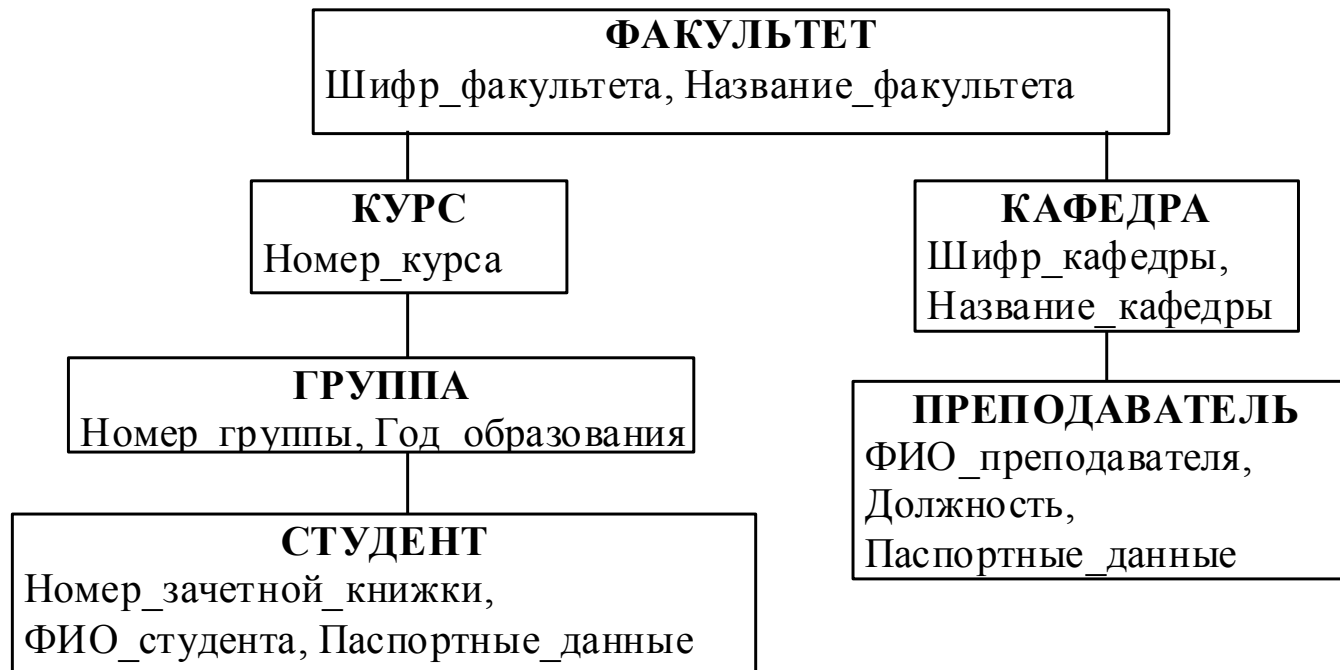 ФАКУЛЬТЕТ
Шифр_факультета, Название_факультета
КУРС
Номер_курса
КАФЕДРА
Шифр_кафедры,
Название_кафедры
ГРУППА
Номер_группы, Год_образования
ПРЕПОДАВАТЕЛЬ
ФИО_преподавателя,
Должность,
Паспортные_данные
СТУДЕНТ
Номер_зачетной_книжки,
ФИО_студента, Паспортные_данные